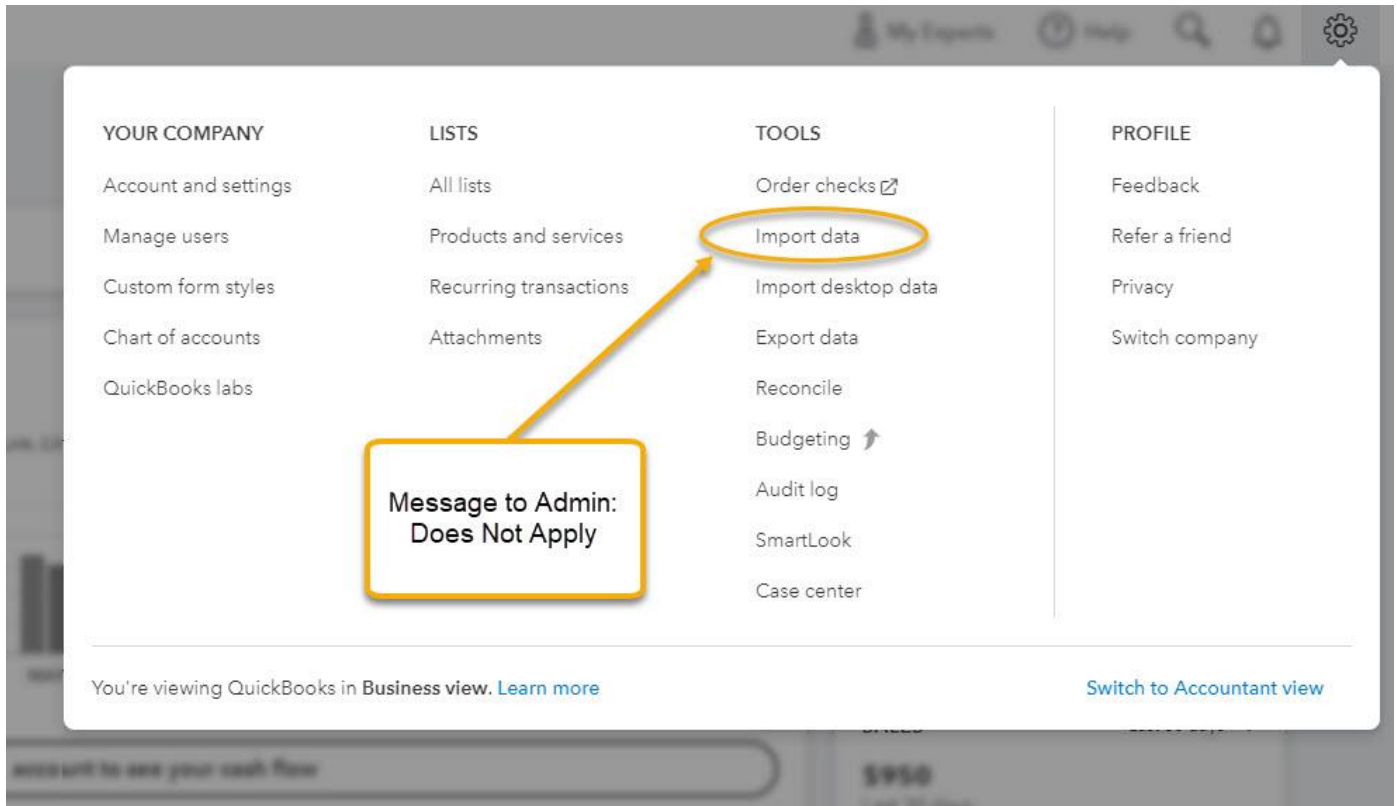 My Experts
Help
YOUR COMPANY
Account and settings
Manage users
Custom form styles
Chart of accounts
QuickBooks labs
LISTS
All lists
Products and services
Recurring transactions
Attachments
TOOLS
Order checks
Import data
Import desktop data
Export data
Reconcile
Budgeting
Audit log
SmartLook
Case center
PROFILE
Feedback
Refer a friend
Privacy
Switch company
Message to Admin:
Does Not Apply
You're viewing QuickBooks in Business view. Learn more
Switch to Accountant view
account to see your cash flow
$950